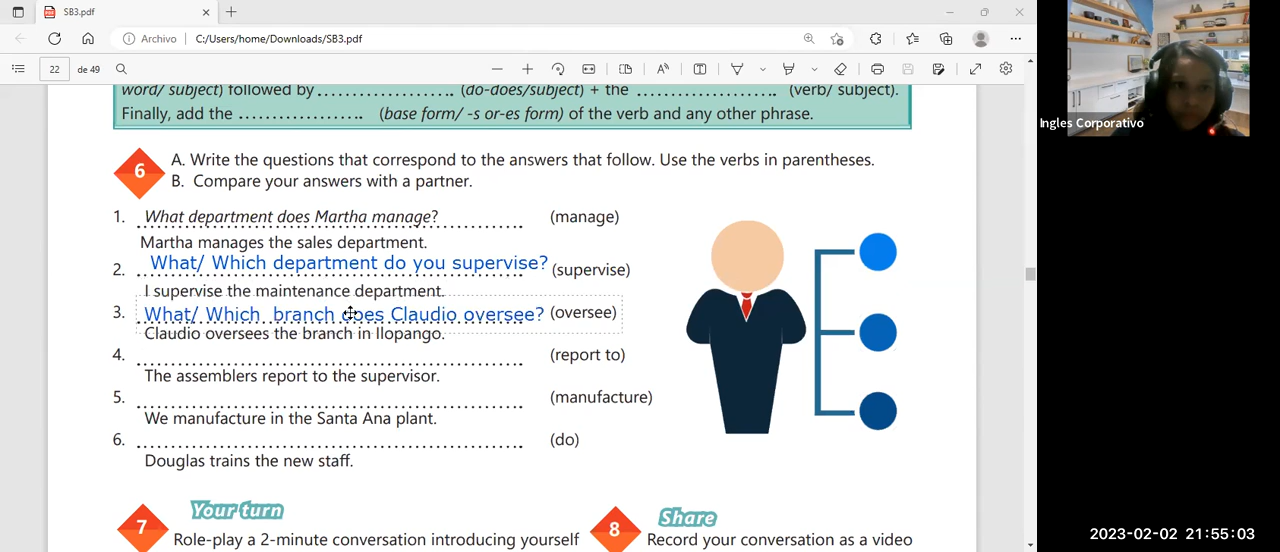 SB3.pdf
Archivo C:/Users/home/Downloads/SB3.pdf
22 de 49
word/ subject) followed by .................... (do-does/subject) + the ..................... (verb/ subject).
Finally, add the .................. (base form/ -s or-es form) of the verb and any other phrase.
6
A. Write the questions that correspond to the answers that follow. Use the verbs in parentheses.
B. Compare your answers with a partner.
1. What department does Martha manage? (manage)
Martha manages the sales department.
2. What/ Which department do you supervise? (supervise)
I supervise the maintenance department.
3. What/ Which branch does Claudio oversee? (oversee)
Claudio oversees the branch in Ilopango.
4. ........................................................ (report to)
The assemblers report to the supervisor.
5. ........................................................ (manufacture)
We manufacture in the Santa Ana plant.
6. ........................................................ (do)
Douglas trains the new staff.
7 Your turn
Role-play a 2-minute conversation introducing yourself
8 Share
Record your conversation as a video
Ingles Corporativo
2023-02-02 21:55:03